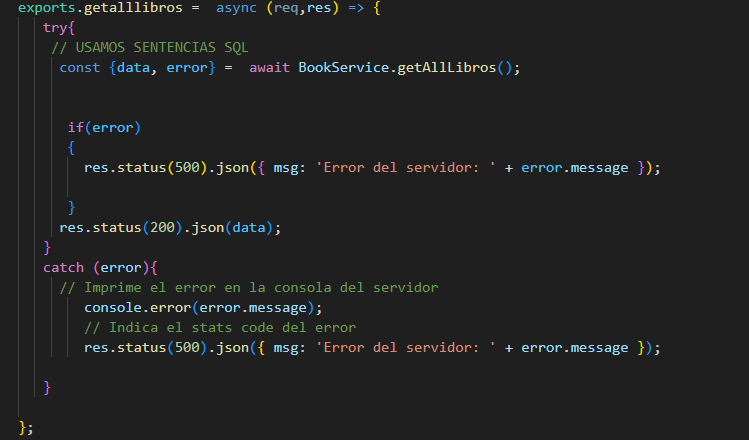 exports.getalllibros =  async (req,res) => {
try{
// USAMOS SENTENCIAS SQL
const {data, error} =  await BookService.getAllLibros();
if(error)
{
res.status(500).json({ msg: 'Error del servidor: ' + error.message });
}
res.status(200).json(data);
}
catch (error){
// Imprime el error en la consola del servidor
console.error(error.message);
// Indica el stats code del error
res.status(500).json({ msg: 'Error del servidor: ' + error.message });
}
};